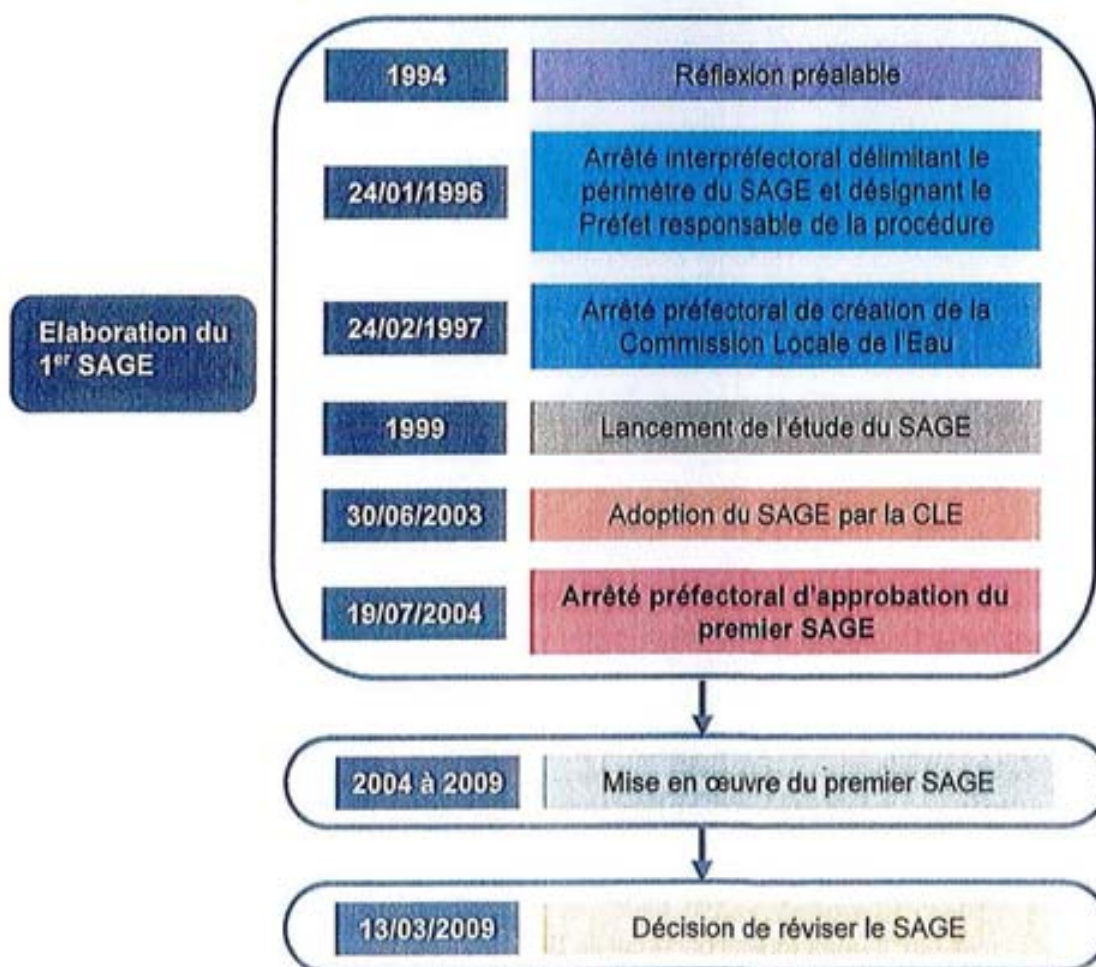 1994
Réflexion préalable
24/01/1996
Arrêté interpréfectoral délimitant le
périmètre du SAGE et désignant le
Préfet responsable de la procédure
Elaboration du
1er SAGE
24/02/1997
Arrêté préfectoral de création de la
Commission Locale de l'Eau
1999
Lancement de l'étude du SAGE
30/06/2003
Adoption du SAGE par la CLE
19/07/2004
Arrêté préfectoral d'approbation du
premier SAGE
2004 à 2009
Mise en œuvre du premier SAGE
13/03/2009
Décision de réviser le SAGE